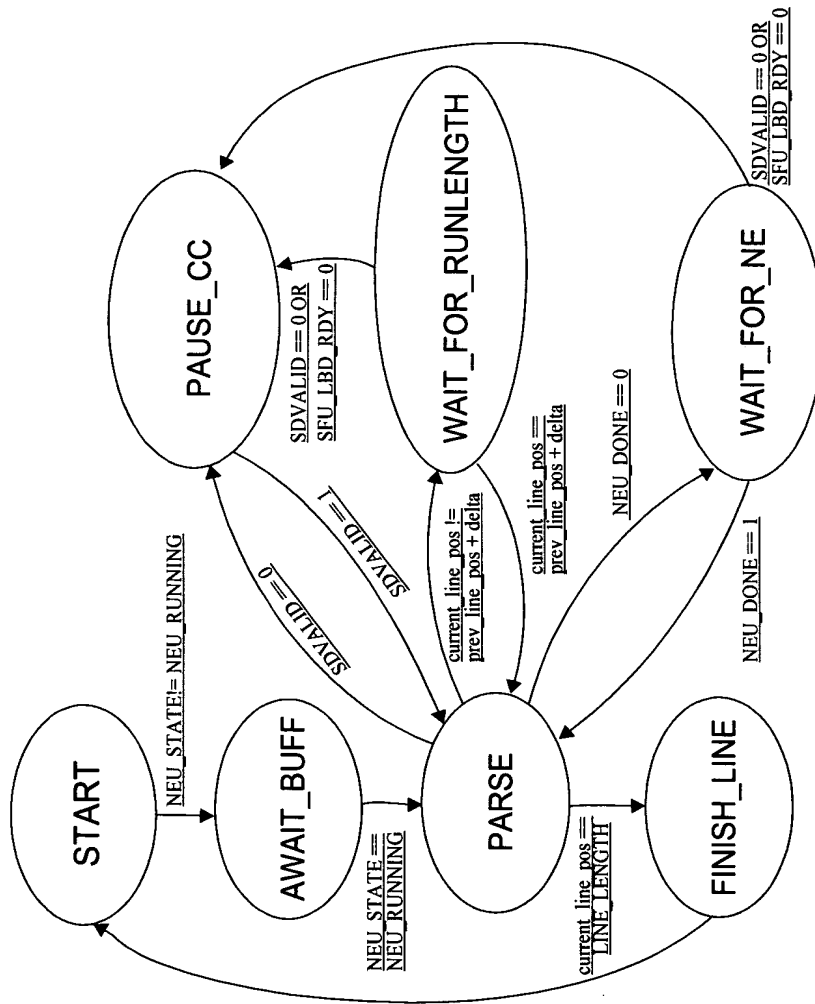 START
NEU_STATE!= NEU_RUNNING
AWAIT_BUFF
NEU_STATE ==
NEU_RUNNING
PARSE
current_line_pos ==
LINE_LENGTH
FINISH_LINE
SDVALID == 0
SDVALID == 1
PAUSE_CC
SDVALID == 0 OR
SFU_LBD_RDY == 0
current_line_pos !=
prev_line_pos + delta
WAIT_FOR_RUNLENGTH
current_line_pos ==
prev_line_pos + delta
NEU_DONE == 0
NEU_DONE == 1
WAIT_FOR_NE
SDVALID == 0 OR
SFU_LBD_RDY == 0